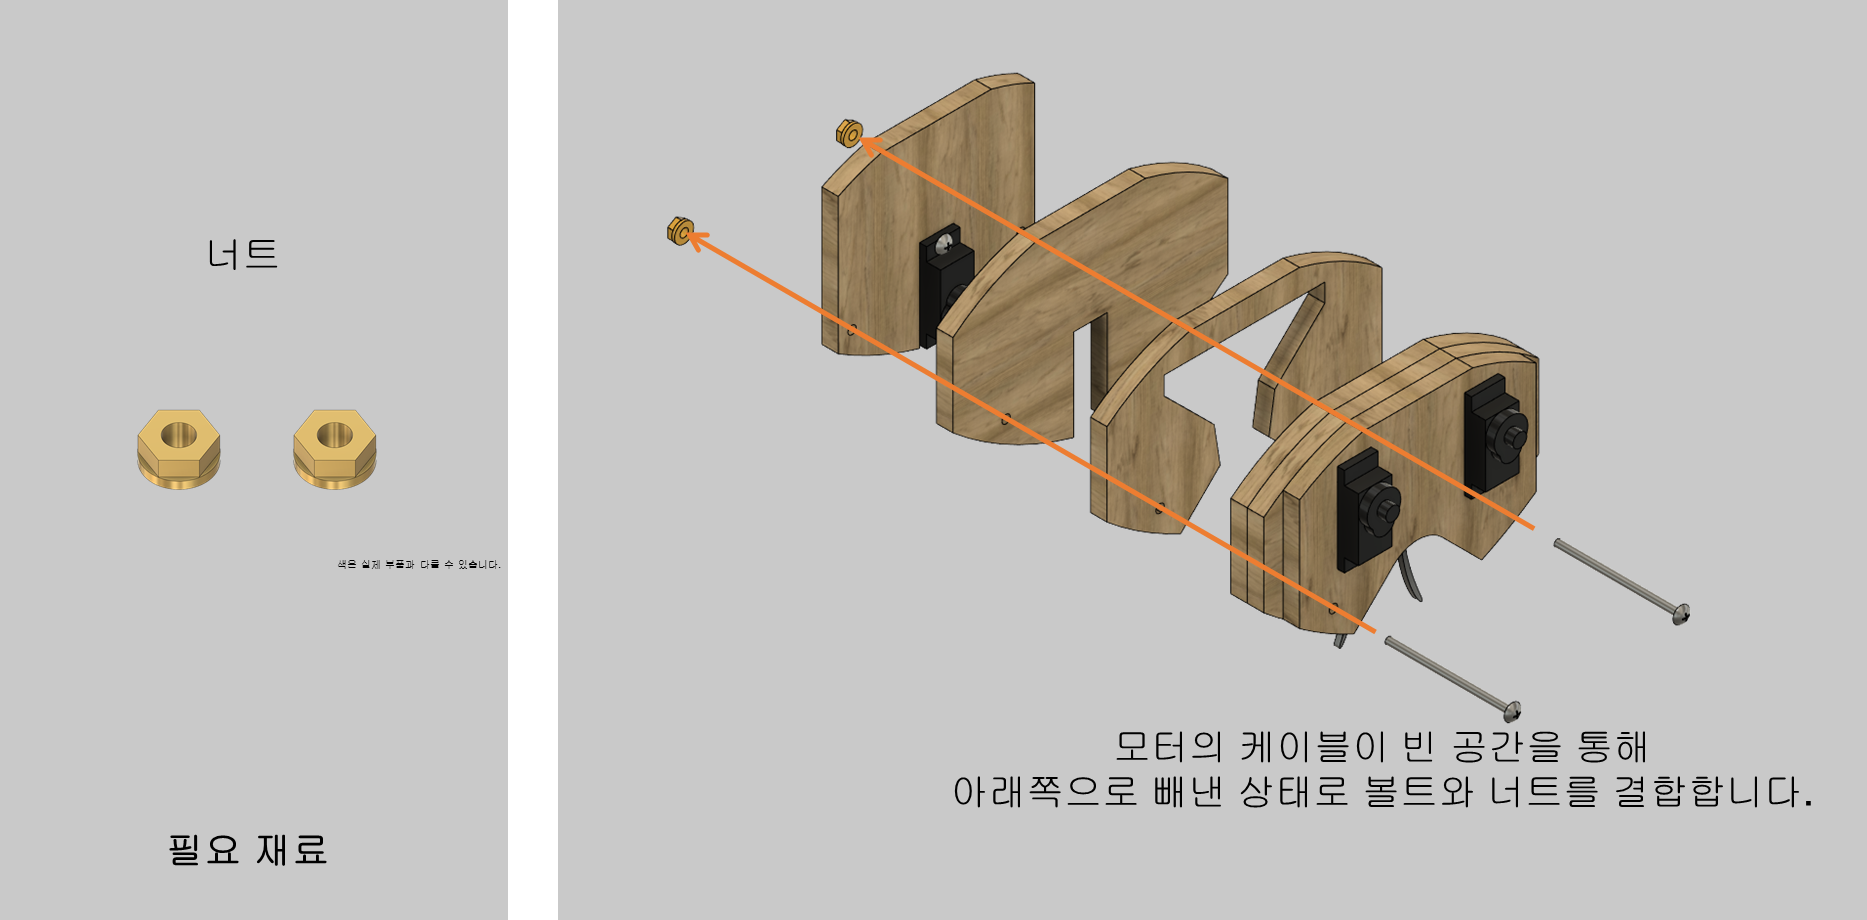 너트
색은 실제 부품과 다를 수 있습니다.
필요 재료
모터의 케이블이 빈 공간을 통해
아래쪽으로 빼낸 상태로 볼트와 너트를 결합합니다.